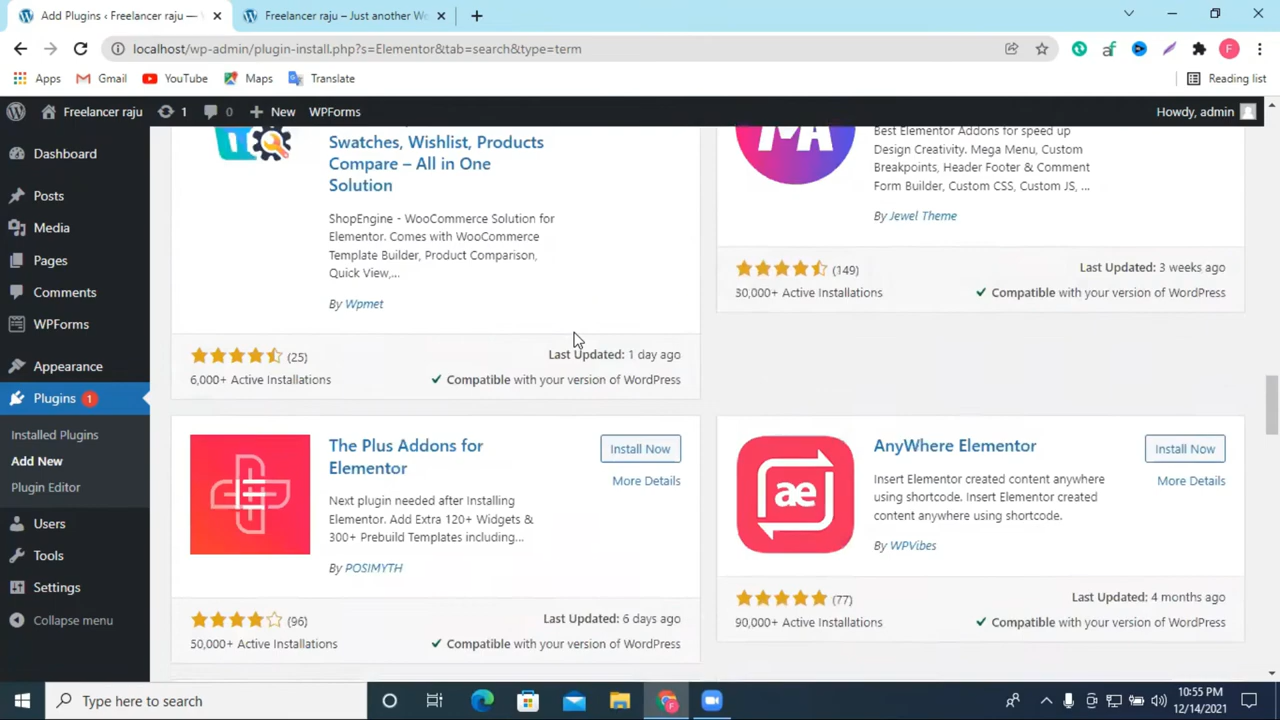 Add Plugins ‹ Freelancer raju —
Freelancer raju – Just another W
localhost/wp-admin/plugin-install.php?s=Elementor&tab=search&type=term
Apps
Gmail
YouTube
Maps
Translate
Reading list
Freelancer raju
1
0
New
WPForms
Howdy, admin
Dashboard
Posts
Media
Pages
Comments
WPForms
Appearance
Plugins 1
Installed Plugins
Add New
Plugin Editor
Users
Tools
Settings
Collapse menu
Swatches, Wishlist, Products
Compare – All in One
Solution
ShopEngine - WooCommerce Solution for
Elementor. Comes with WooCommerce
Template Builder, Product Comparison,
Quick View,...
By Wpmet
(25)
6,000+ Active Installations
Last Updated: 1 day ago
Compatible with your version of WordPress
MA
Best Elementor Addons for speed up
Design Creativity. Mega Menu, Custom
Breakpoints, Header Footer & Comment
Form Builder, Custom CSS, Custom JS, ...
By Jewel Theme
(149)
30,000+ Active Installations
Last Updated: 3 weeks ago
Compatible with your version of WordPress
The Plus Addons for
Elementor
Install Now
More Details
Next plugin needed after Installing
Elementor. Add Extra 120+ Widgets &
300+ Prebuild Templates including...
By POSIMYTH
(96)
50,000+ Active Installations
Last Updated: 6 days ago
Compatible with your version of WordPress
ae
AnyWhere Elementor
Install Now
More Details
Insert Elementor created content anywhere
using shortcode. Insert Elementor created
content anywhere using shortcode.
By WPVibes
(77)
90,000+ Active Installations
Last Updated: 4 months ago
Compatible with your version of WordPress
Type here to search
10:55 PM
12/14/2021